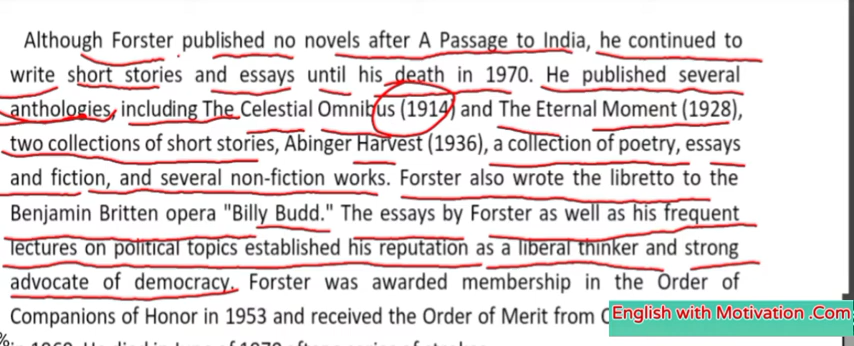 Although Forster published no novels after A Passage to India, he continued to
write short stories and essays until his death in 1970. He published several
anthologies, including The Celestial Omnibus (1914) and The Eternal Moment (1928),
two collections of short stories, Abinger Harvest (1936), a collection of poetry, essays
and fiction, and several non-fiction works. Forster also wrote the libretto to the
Benjamin Britten opera "Billy Budd." The essays by Forster as well as his frequent
lectures on political topics established his reputation as a liberal thinker and strong
advocate of democracy. Forster was awarded membership in the Order of
Companions of Honor in 1953 and received the Order of Merit from
English with Motivation .Com
%